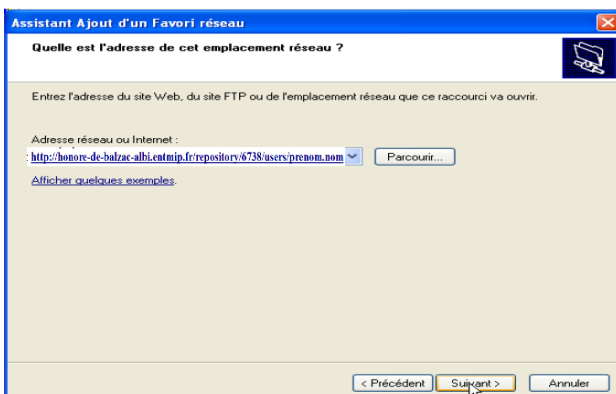 Assistant Ajout d'un Favori réseau
Quelle est l'adresse de cet emplacement réseau ?
Entrez l'adresse du site Web, du site FTP ou de l'emplacement réseau que ce raccourci va ouvrir.
Adresse réseau ou Internet :
: http://honore-de-balzac-albi.entmip.fr/repository/6738/users/prenom.nom Parcourir...
Afficher quelques exemples.
< Précédent Suivant > Annuler